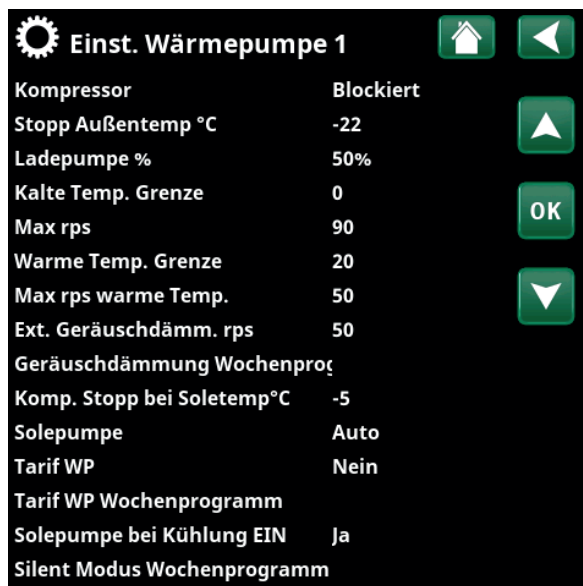 Einst. Wärmepumpe 1
Kompressor Blockiert
Stopp Außentemp °C -22
Ladepumpe % 50%
Kalte Temp. Grenze 0
OK
Max rps 90
Warme Temp. Grenze 20
Max rps warme Temp. 50
Ext. Geräuschdämm. rps 50
Geräuschdämmung Wochenprog
Komp. Stopp bei Soletemp°C -5
Solepumpe Auto
Tarif WP Nein
Tarif WP Wochenprogramm
Solepumpe bei Kühlung EIN Ja
Silent Modus Wochenprogramm